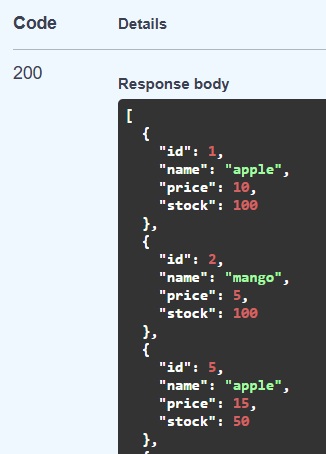 Code Details
200
Response body
[
  {
    "id": 1,
    "name": "apple",
    "price": 10,
    "stock": 100
  },
  {
    "id": 2,
    "name": "mango",
    "price": 5,
    "stock": 100
  },
  {
    "id": 5,
    "name": "apple",
    "price": 15,
    "stock": 50
  },